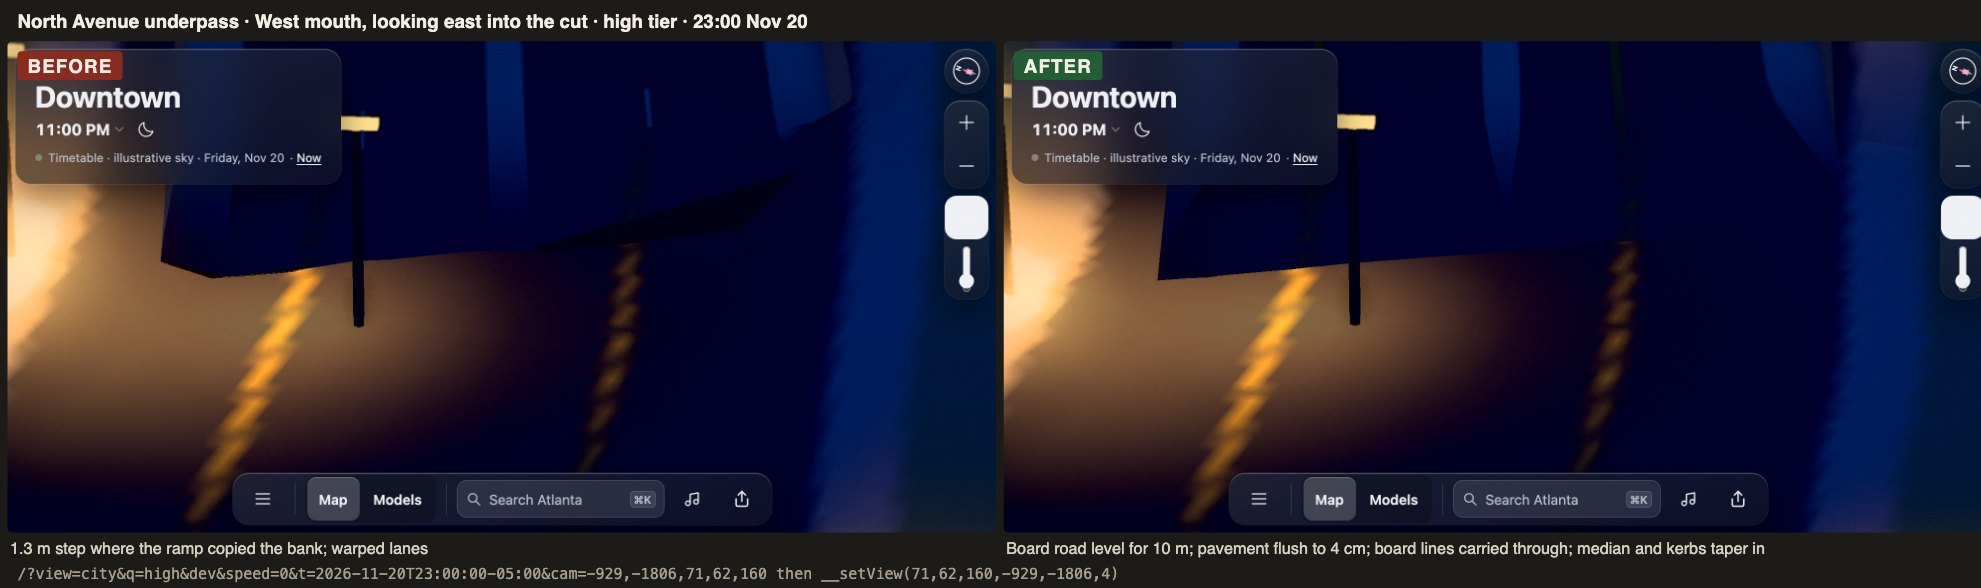 North Avenue underpass · West mouth, looking east into the cut · high tier · 23:00 Nov 20
BEFORE
Downtown
11:00 PM
Timetable · illustrative sky · Friday, Nov 20 · Now
Map
Models
Search Atlanta
⌘K
1.3 m step where the ramp copied the bank; warped lanes
AFTER
Downtown
11:00 PM
Timetable · illustrative sky · Friday, Nov 20 · Now
Map
Models
Search Atlanta
⌘K
Board road level for 10 m; pavement flush to 4 cm; board lines carried through; median and kerbs taper in
/?view=city&q=high&dev&speed=0&t=2026-11-20T23:00:00-05:00&cam=-929,-1806,71,62,160 then __setView(71,62,160,-929,-1806,4)